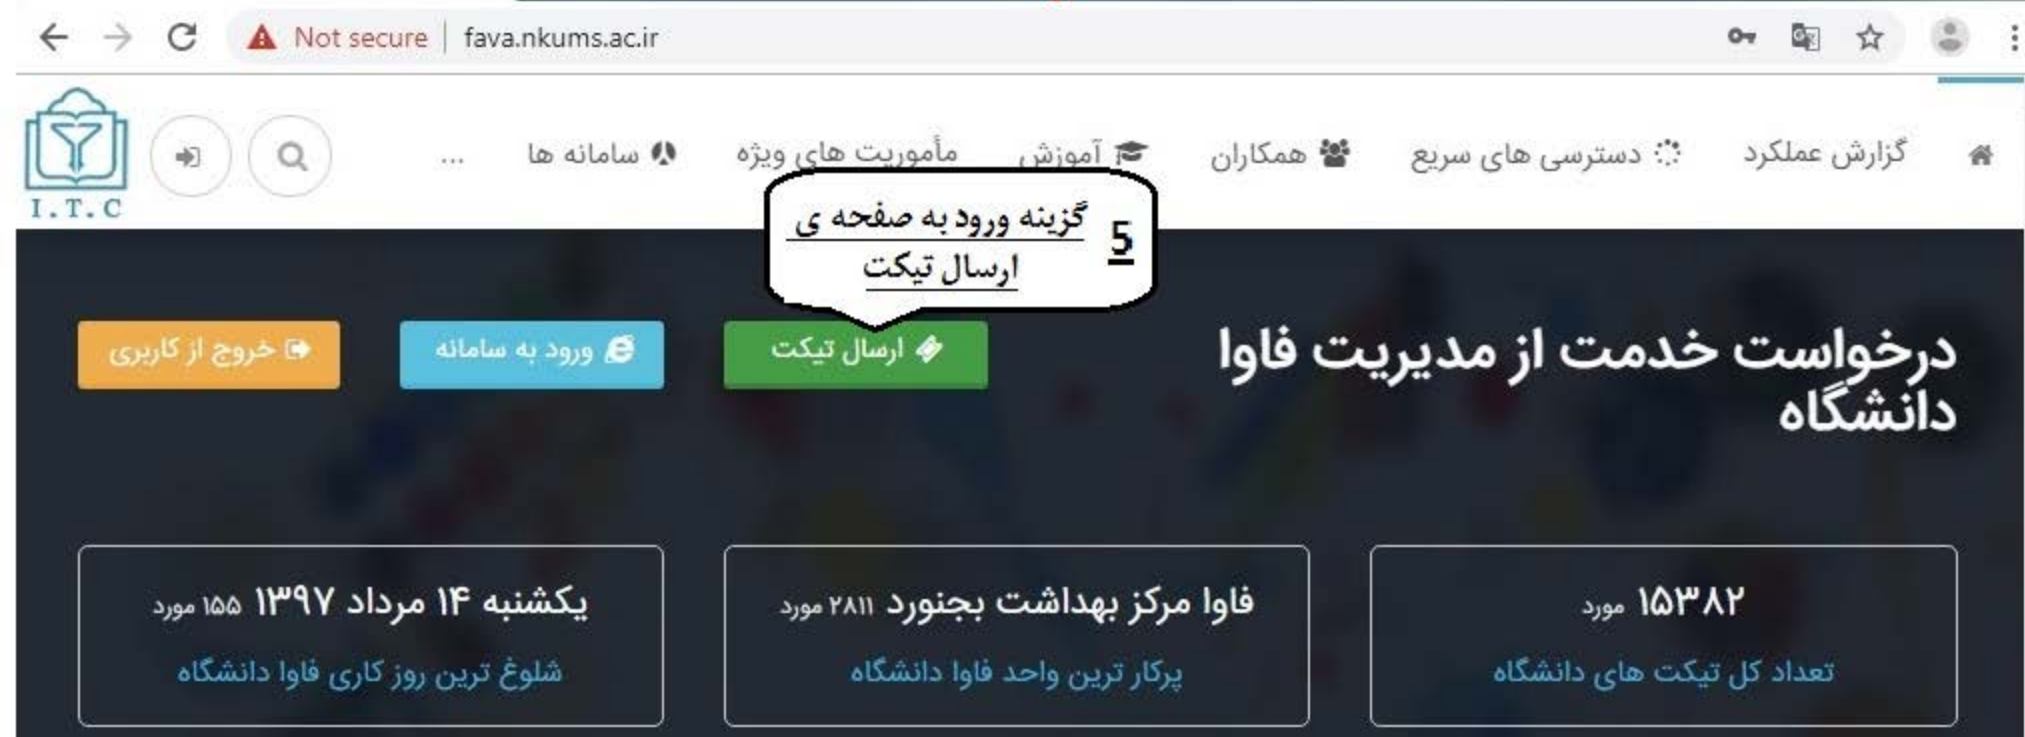 Not secure | fava.nkums.ac.ir
گزارش عملکرد دسترسی های سریع همکاران آموزش مأموریت های ویژه سامانه ها ...
I.T.C
5 گزینه ورود به صفحه ی
ارسال تیکت
درخواست خدمت از مدیریت فاوا
دانشگاه
ارسال تیکت
ورود به سامانه
خروج از کاربری
۱۵۳۸۲ مورد
تعداد کل تیکت های دانشگاه
فاوا مرکز بهداشت بجنورد ۲۸۱۱ مورد
پرکار ترین واحد فاوا دانشگاه
یکشنبه ۱۴ مرداد ۱۳۹۷ ۱۵۵ مورد
شلوغ ترین روز کاری فاوا دانشگاه